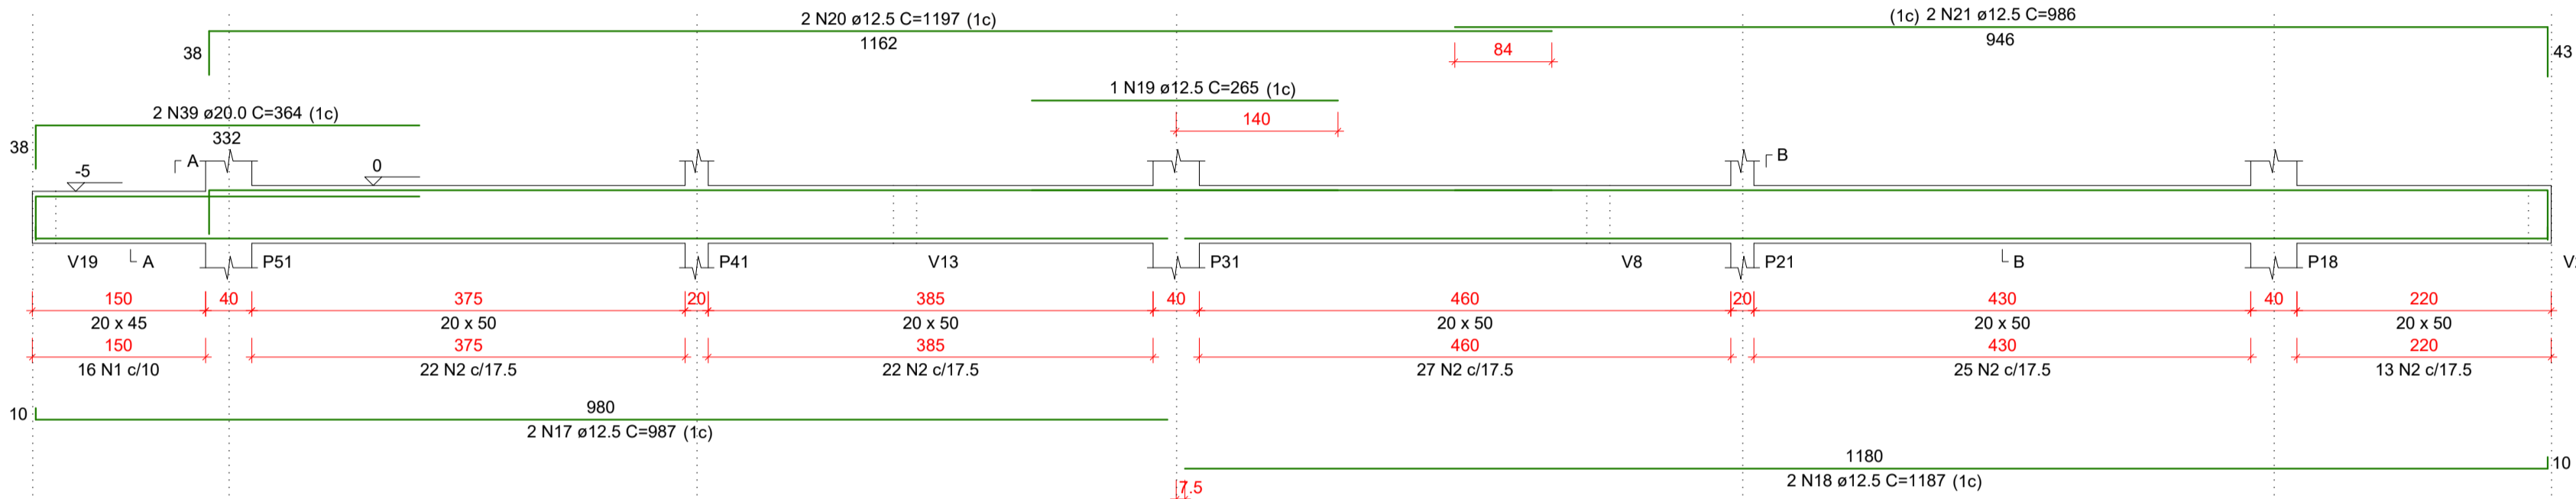 2 N20 ø12.5 C=1197 (1c)
(1c) 2 N21 ø12.5 C=986
38
1162
946
43
84
1 N19 ø12.5 C=265 (1c)
140
2 N39 ø20.0 C=364 (1c)
332
38
A
B
-5
0
V19
A
P51
P41
V13
P31
V8
P21
B
P18
150
40
375
20
385
40
460
20
430
40
220
20 x 45
20 x 50
20 x 50
20 x 50
20 x 50
20 x 50
150
375
385
460
430
220
16 N1 c/10
22 N2 c/17.5
22 N2 c/17.5
27 N2 c/17.5
25 N2 c/17.5
13 N2 c/17.5
10
980
2 N17 ø12.5 C=987 (1c)
1180
10
2 N18 ø12.5 C=1187 (1c)
7.5